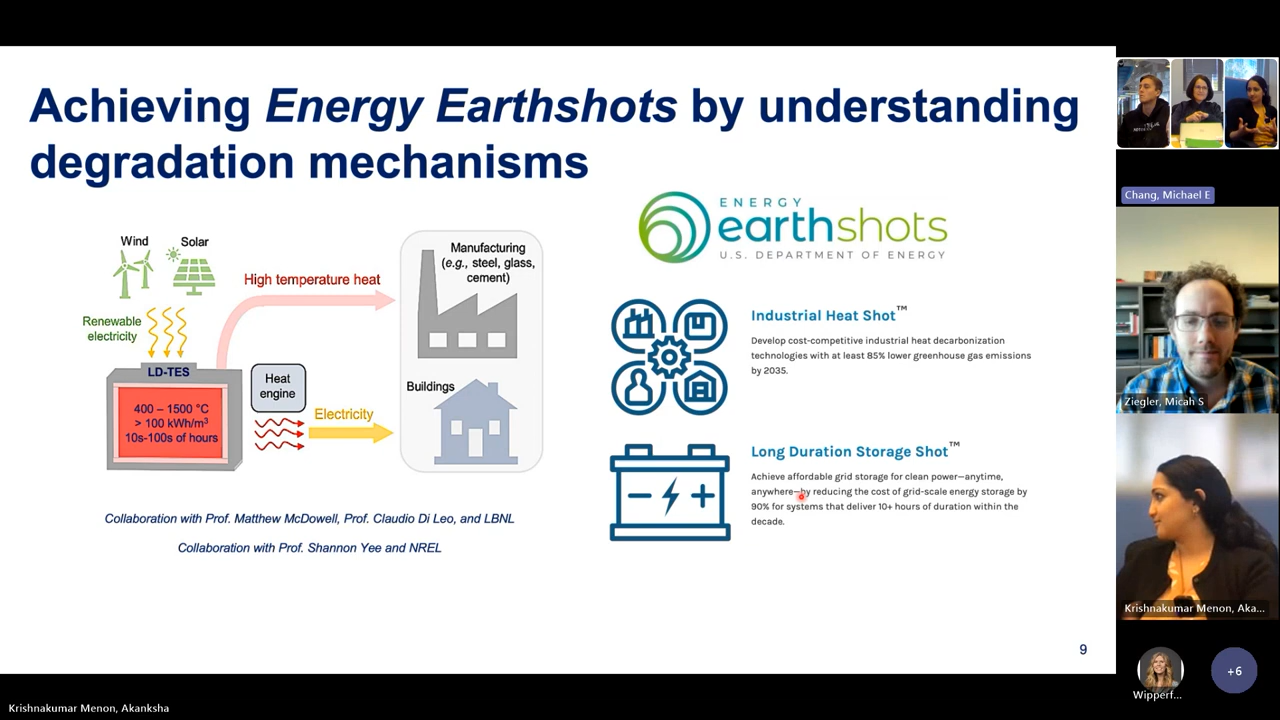 Achieving Energy Earthshots by understanding
degradation mechanisms
Wind
Solar
Renewable
electricity
High temperature heat
LD-TES
400 – 1500 °C
> 100 kWh/m³
10s-100s of hours
Heat
engine
Electricity
Manufacturing
(e.g., steel, glass,
cement)
Buildings
Collaboration with Prof. Matthew McDowell, Prof. Claudio Di Leo, and LBNL
Collaboration with Prof. Shannon Yee and NREL
ENERGY
earthshots
U.S. DEPARTMENT OF ENERGY
Industrial Heat Shot™
Develop cost-competitive industrial heat decarbonization
technologies with at least 85% lower greenhouse gas emissions
by 2035.
Long Duration Storage Shot™
Achieve affordable grid storage for clean power—anytime,
anywhere—by reducing the cost of grid-scale energy storage by
90% for systems that deliver 10+ hours of duration within the
decade.
9
Chang, Michael E
Ziegler, Micah S
Krishnakumar Menon, Aka...
Wipperf...
+6
Krishnakumar Menon, Akanksha